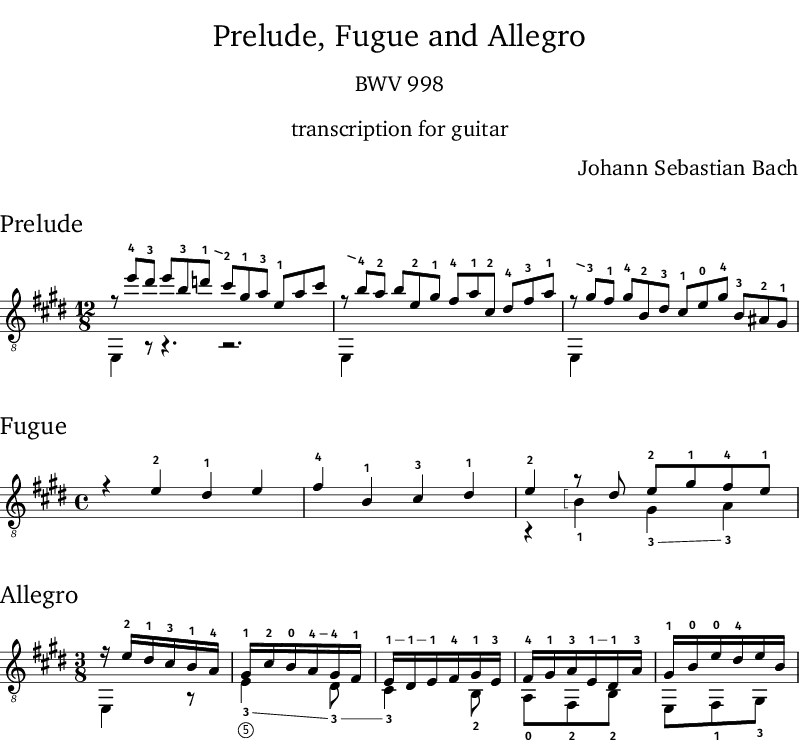 Prelude, Fugue and Allegro
BWV 998
transcription for guitar
Johann Sebastian Bach
Prelude
4 3 3 1 2 1 3 1 4 2 2 1 4 1 2 4 3 1 3 1 4 2 3 1 0 4 3 2 1
12
8
8
Fugue
2 1 4 1 3 1 2 2 1 4 1
8
1 3 3
Allegro
2 1 3 1 4 1 2 0 4 4 1 1 1 1 4 1 3 4 1 3 1 1 3 1 0 0 4
3
8
8
3 3 3 2 0 2 2 1 3
5